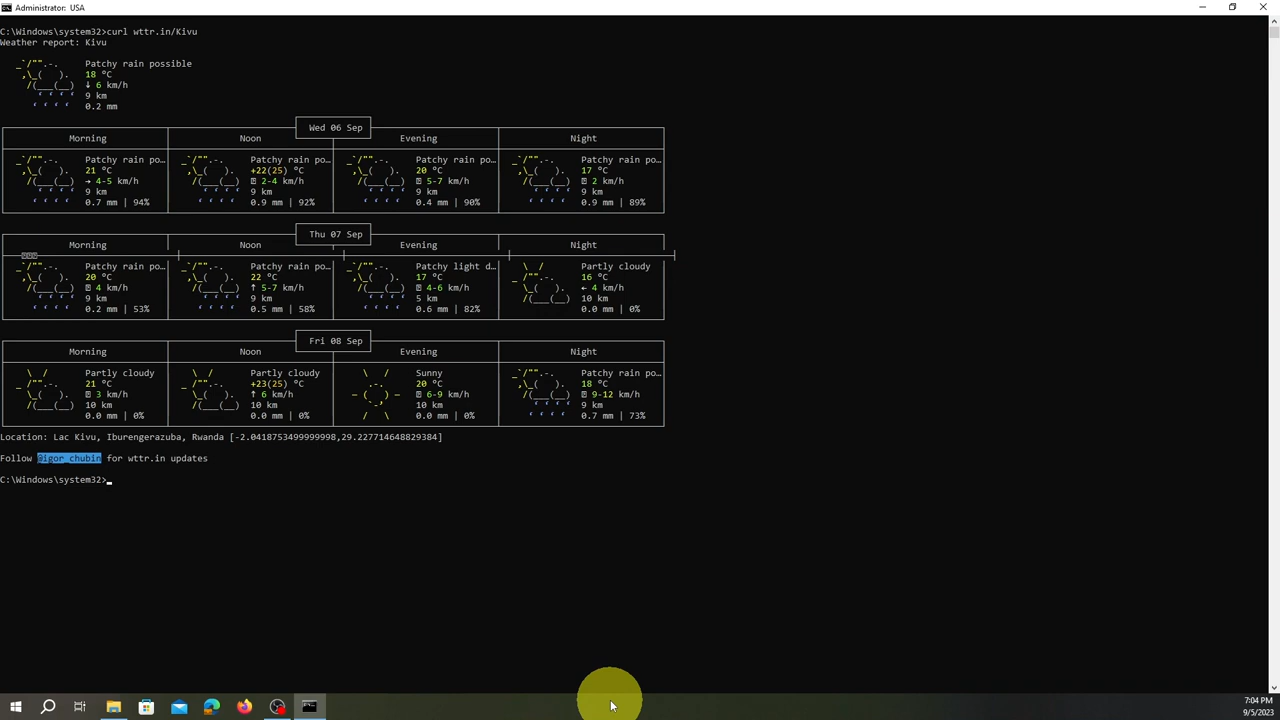 Administrator: USA
C:\Windows\system32>curl wttr.in/Kivu
Weather report: Kivu
Patchy rain possible
18 °C
↓ 6 km/h
9 km
0.2 mm
Wed 06 Sep
Morning Noon Evening Night
Patchy rain po… Patchy rain po… Patchy rain po… Patchy rain po…
21 °C +22(25) °C 20 °C 17 °C
→ 4-5 km/h 2-4 km/h 5-7 km/h 2 km/h
9 km 9 km 9 km 9 km
0.7 mm | 94% 0.9 mm | 92% 0.4 mm | 90% 0.9 mm | 89%
Thu 07 Sep
Morning Noon Evening Night
Patchy rain po… Patchy rain po… Patchy light d… Partly cloudy
20 °C 22 °C 17 °C 16 °C
4 km/h ↑ 5-7 km/h 4-6 km/h ← 4 km/h
9 km 9 km 5 km 10 km
0.2 mm | 53% 0.5 mm | 58% 0.6 mm | 82% 0.0 mm | 0%
Fri 08 Sep
Morning Noon Evening Night
Partly cloudy Partly cloudy Sunny Patchy rain po…
21 °C +23(25) °C 20 °C 18 °C
3 km/h ↑ 6 km/h 6-9 km/h 9-12 km/h
10 km 10 km 10 km 9 km
0.0 mm | 0% 0.0 mm | 0% 0.0 mm | 0% 0.7 mm | 73%
Location: Lac Kivu, Iburengerazuba, Rwanda [-2.0418753499999998,29.227714648829384]
Follow @igor_chubin for wttr.in updates
C:\Windows\system32>
7:04 PM
9/5/2023